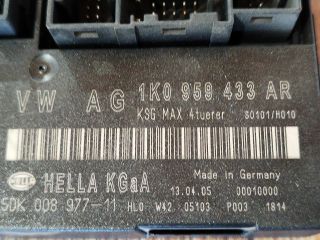 VW AG 1K0 959 433 AR
KSG MAX 4tuerer S0101/H010
HELLA KGaA Made in Germany
13.04.05 00010000
5DK 008 977-11 HL0 W42 05103 P003 1814